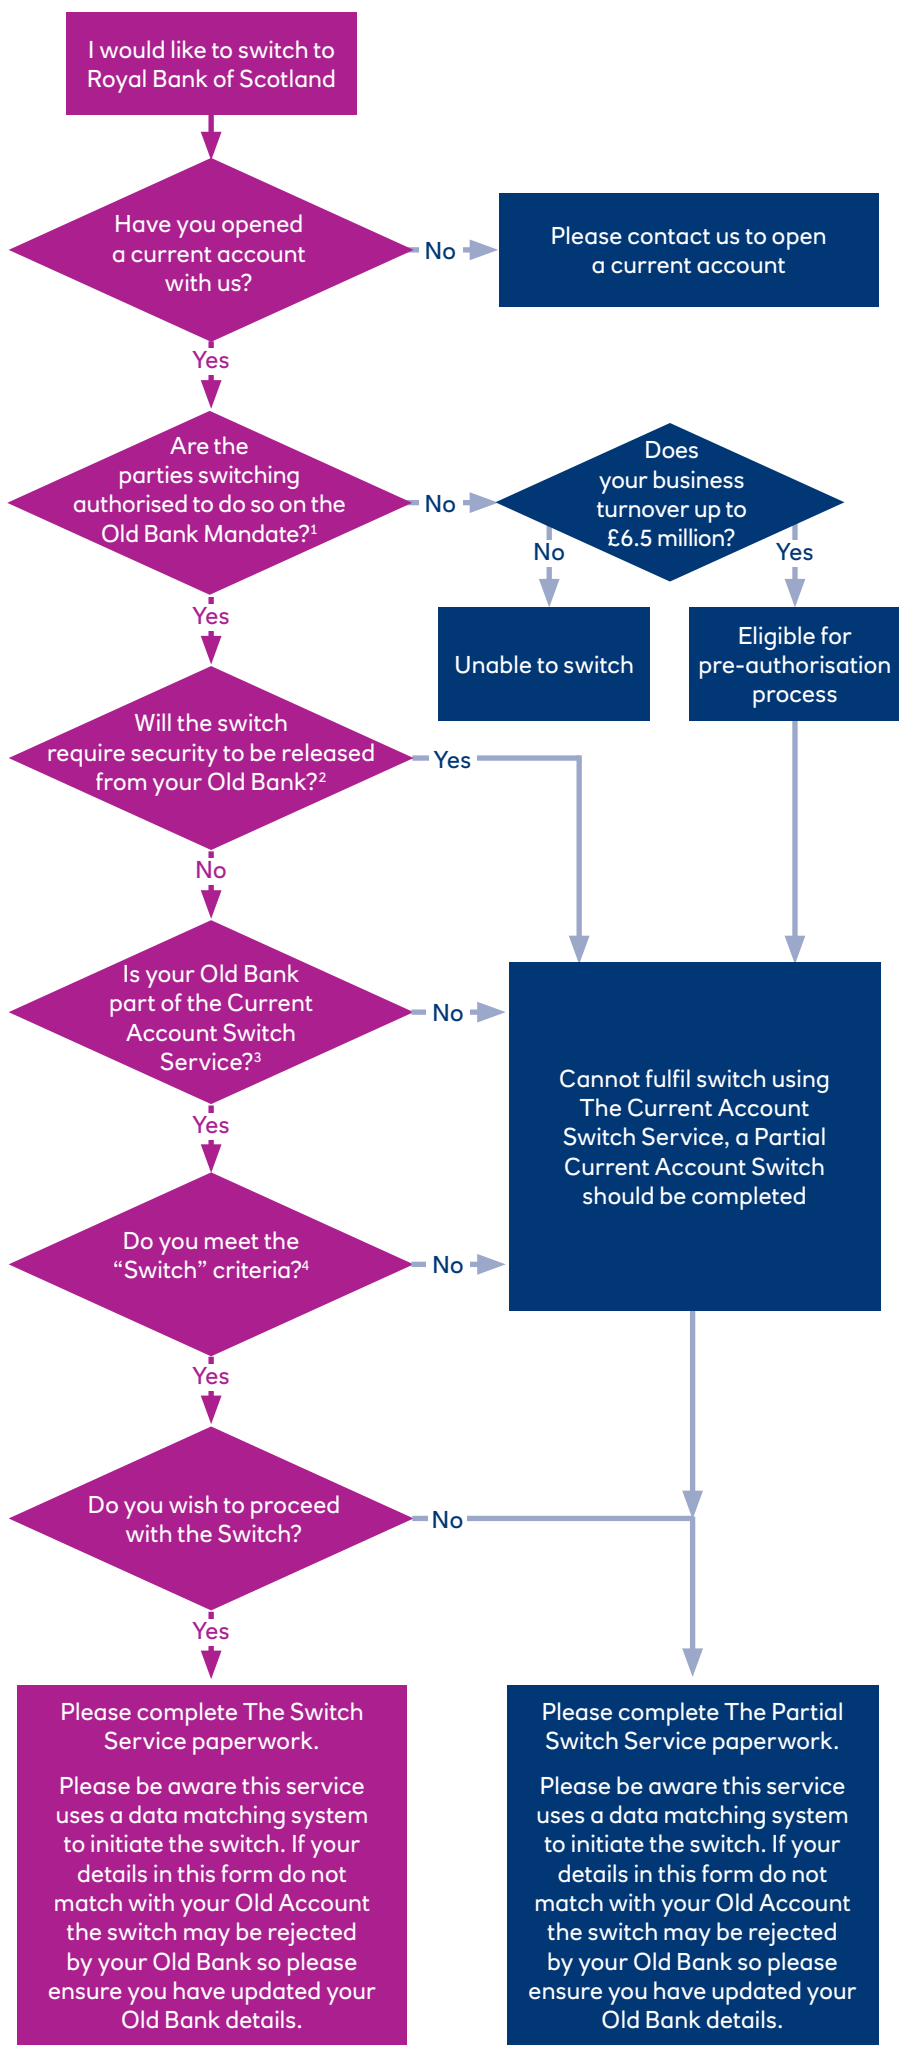 I would like to switch to
Royal Bank of Scotland
Have you opened
a current account
with us?
No
Please contact us to open
a current account
Yes
Are the
parties switching
authorised to do so on the
Old Bank Mandate?¹
No
Does
your business
turnover up to
£6.5 million?
No
Yes
Unable to switch
Eligible for
pre-authorisation
process
Yes
Will the switch
require security to be released
from your Old Bank?²
Yes
No
Is your Old Bank
part of the Current
Account Switch
Service?³
No
Cannot fulfil switch using
The Current Account
Switch Service, a Partial
Current Account Switch
should be completed
Yes
Do you meet the
“Switch” criteria?⁴
No
Yes
Do you wish to proceed
with the Switch?
No
Yes
Please complete The Switch
Service paperwork.
Please be aware this service
uses a data matching system
to initiate the switch. If your
details in this form do not
match with your Old Account
the switch may be rejected
by your Old Bank so please
ensure you have updated your
Old Bank details.
Please complete The Partial
Switch Service paperwork.
Please be aware this service
uses a data matching system
to initiate the switch. If your
details in this form do not
match with your Old Account
the switch may be rejected
by your Old Bank so please
ensure you have updated your
Old Bank details.